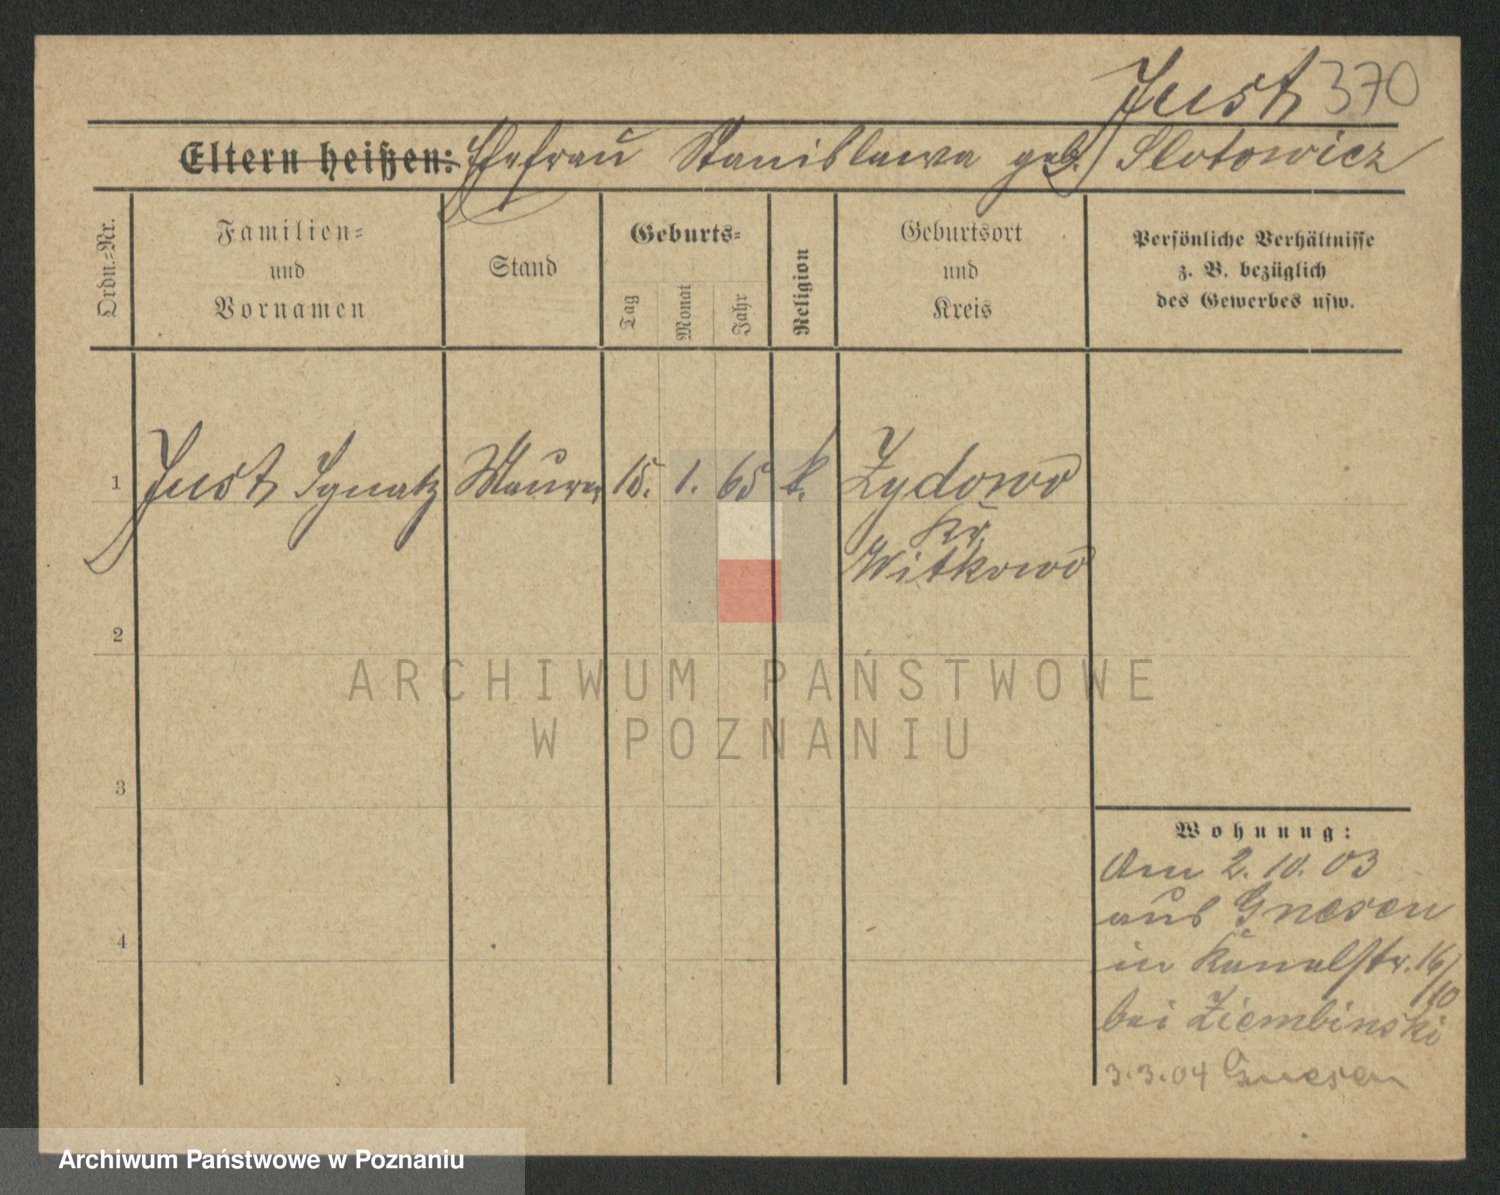 Just 370
Eltern heißen: Ehefrau Stanislawa geb. Slotowicz
Ordn.-Nr.
Familien-
und
Vornamen
Stand
Geburts-
Tag
Monat
Jahr
Religion
Geburtsort
und
Kreis
Persönliche Verhältnisse
z. B. bezüglich
des Gewerbes usw.
1 Just Ignatz Maurer 15. 1. 65 k. Zydowo
Kr.
Witkowo
2
3
4
Wohnung:
Am 2. 10. 03
aus Gnesen
in Kanalstr. 16/
10
bei Ziembinski
3.3.04 Gnesen
ARCHIWUM PAŃSTWOWE
W POZNANIU
Archiwum Państwowe w Poznaniu